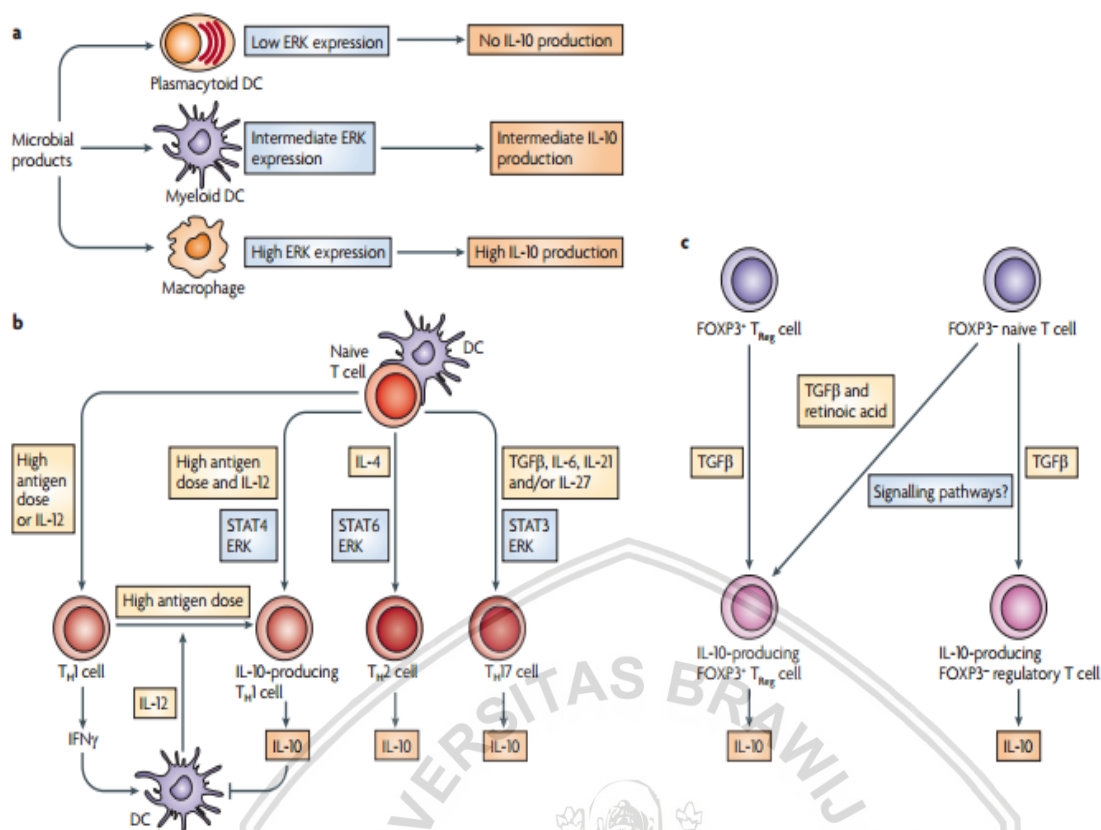 a
Microbial
products
Plasmacytoid DC
Low ERK expression
No IL-10 production
Myeloid DC
Intermediate ERK
expression
Intermediate IL-10
production
Macrophage
High ERK expression
High IL-10 production
b
Naive
T cell
DC
High
antigen
dose
or IL-12
High antigen
dose and IL-12
STAT4
ERK
IL-4
STAT6
ERK
TGFβ, IL-6, IL-21
and/or IL-27
STAT3
ERK
High antigen dose
TH1 cell
IL-10-producing
TH1 cell
TH2 cell
TH17 cell
IFNγ
IL-12
IL-10
IL-10
IL-10
DC
c
FOXP3⁺ TReg cell
FOXP3⁻ naive T cell
TGFβ and
retinoic acid
TGFβ
TGFβ
Signalling pathways?
IL-10-producing
FOXP3⁺ TReg cell
IL-10-producing
FOXP3⁻ regulatory T cell
IL-10
IL-10